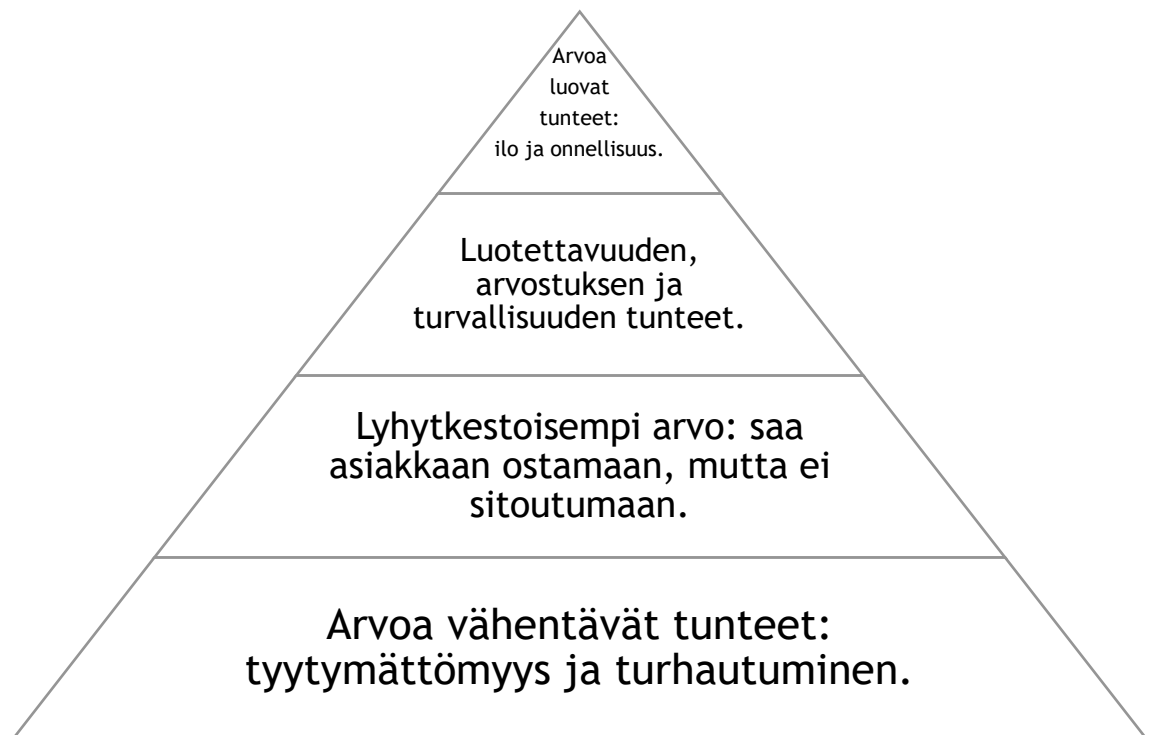 Arvoa
luovat
tunteet:
ilo ja onnellisuus.
Luotettavuuden,
arvostuksen ja
turvallisuuden tunteet.
Lyhytkestoisempi arvo: saa
asiakkaan ostamaan, mutta ei
sitoutumaan.
Arvoa vähentävät tunteet:
tyytymättömyys ja turhautuminen.